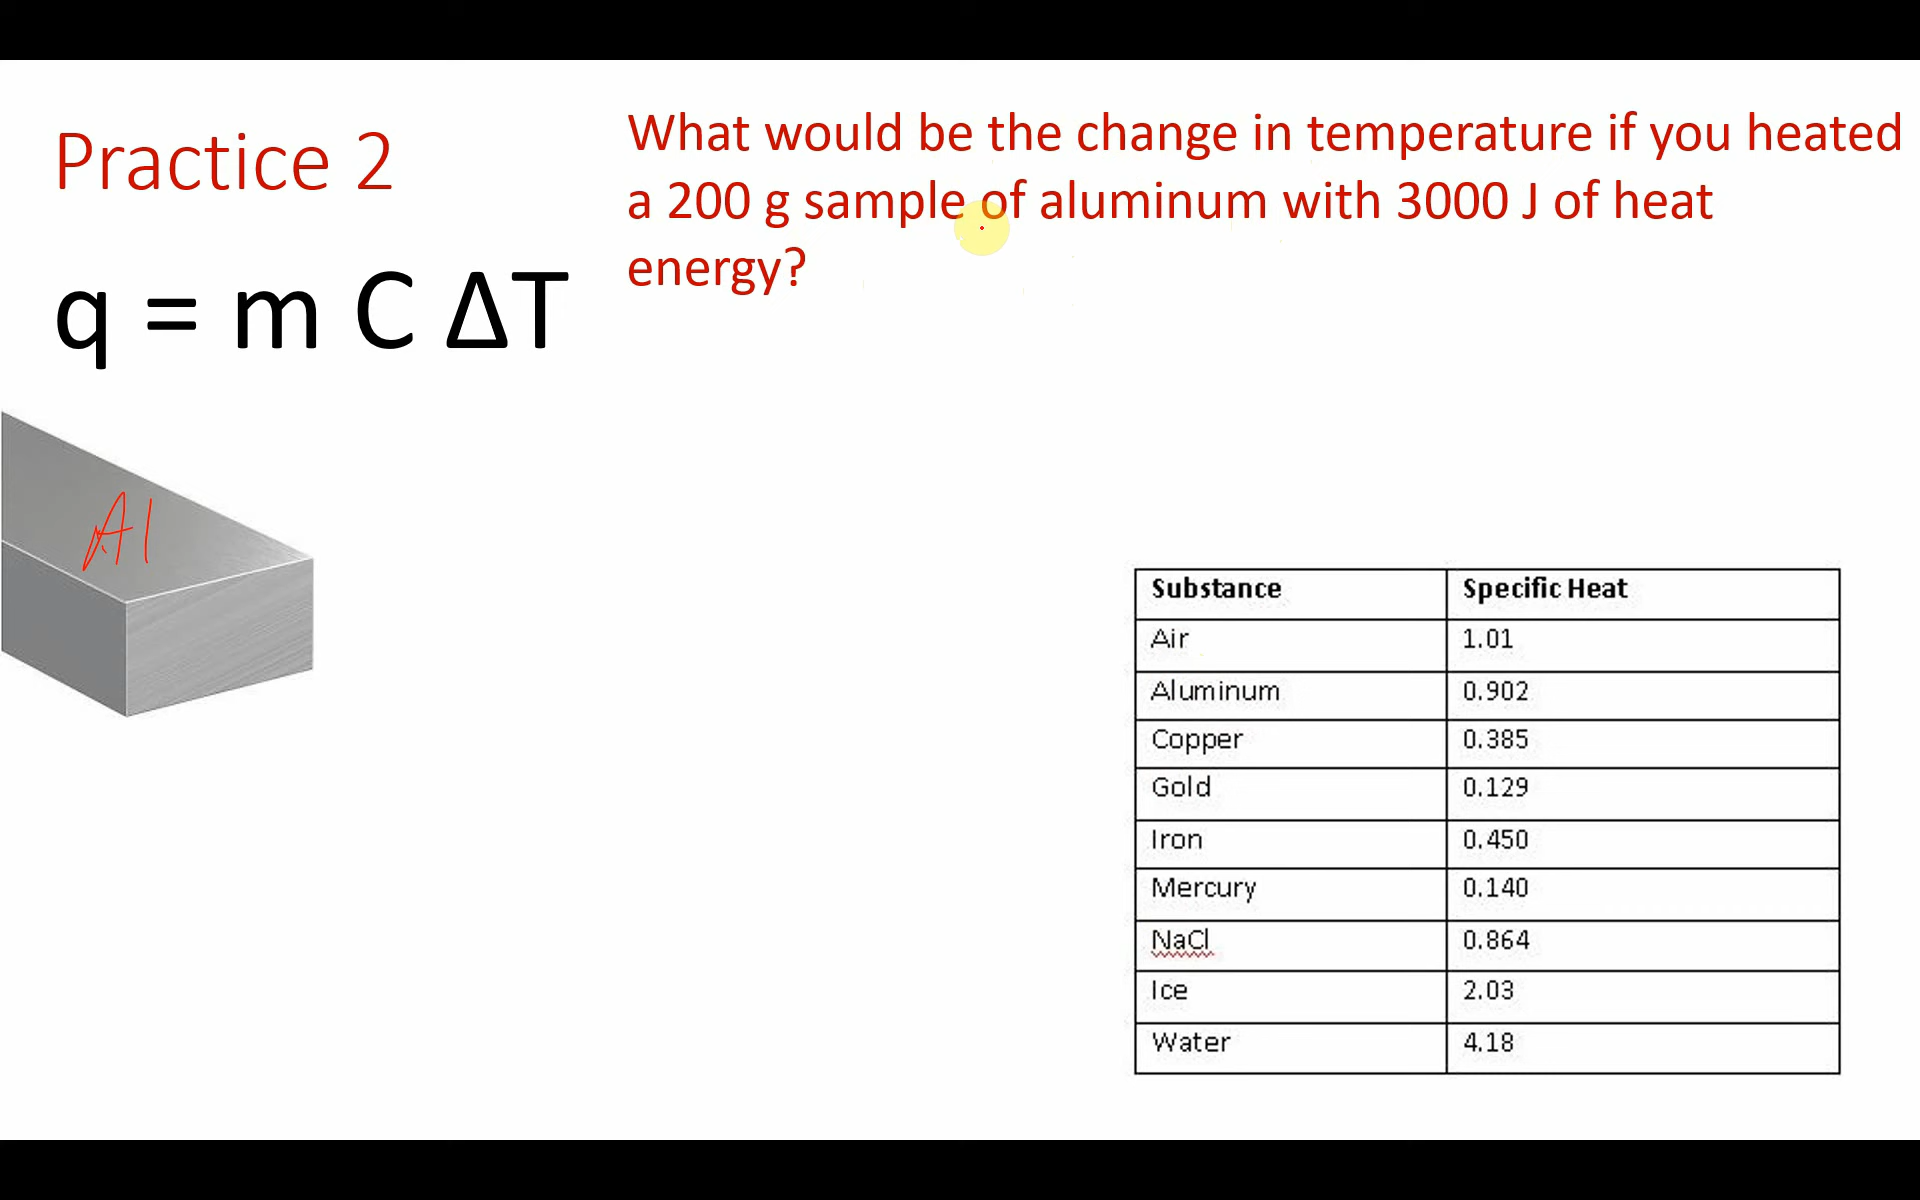 Practice 2
What would be the change in temperature if you heated
a 200 g sample of aluminum with 3000 J of heat
energy?
q = m C ΔT
Al
Substance Specific Heat
Air 1.01
Aluminum 0.902
Copper 0.385
Gold 0.129
Iron 0.450
Mercury 0.140
NaCl 0.864
Ice 2.03
Water 4.18